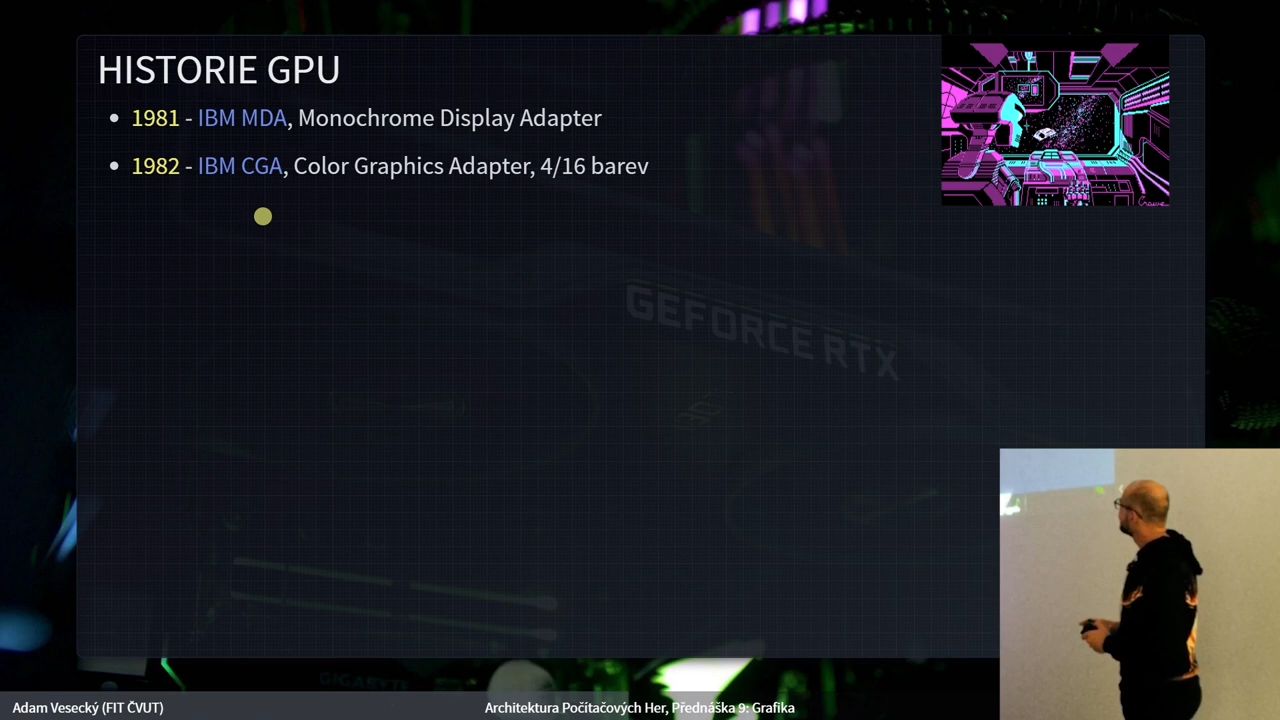 HISTORIE GPU
1981 - IBM MDA, Monochrome Display Adapter
1982 - IBM CGA, Color Graphics Adapter, 4/16 barev
GEFORCE RTX
GIGABYTE
Adam Vesecký (FIT ČVUT)
Architektura Počítačových Her, Přednáška 9: Grafika